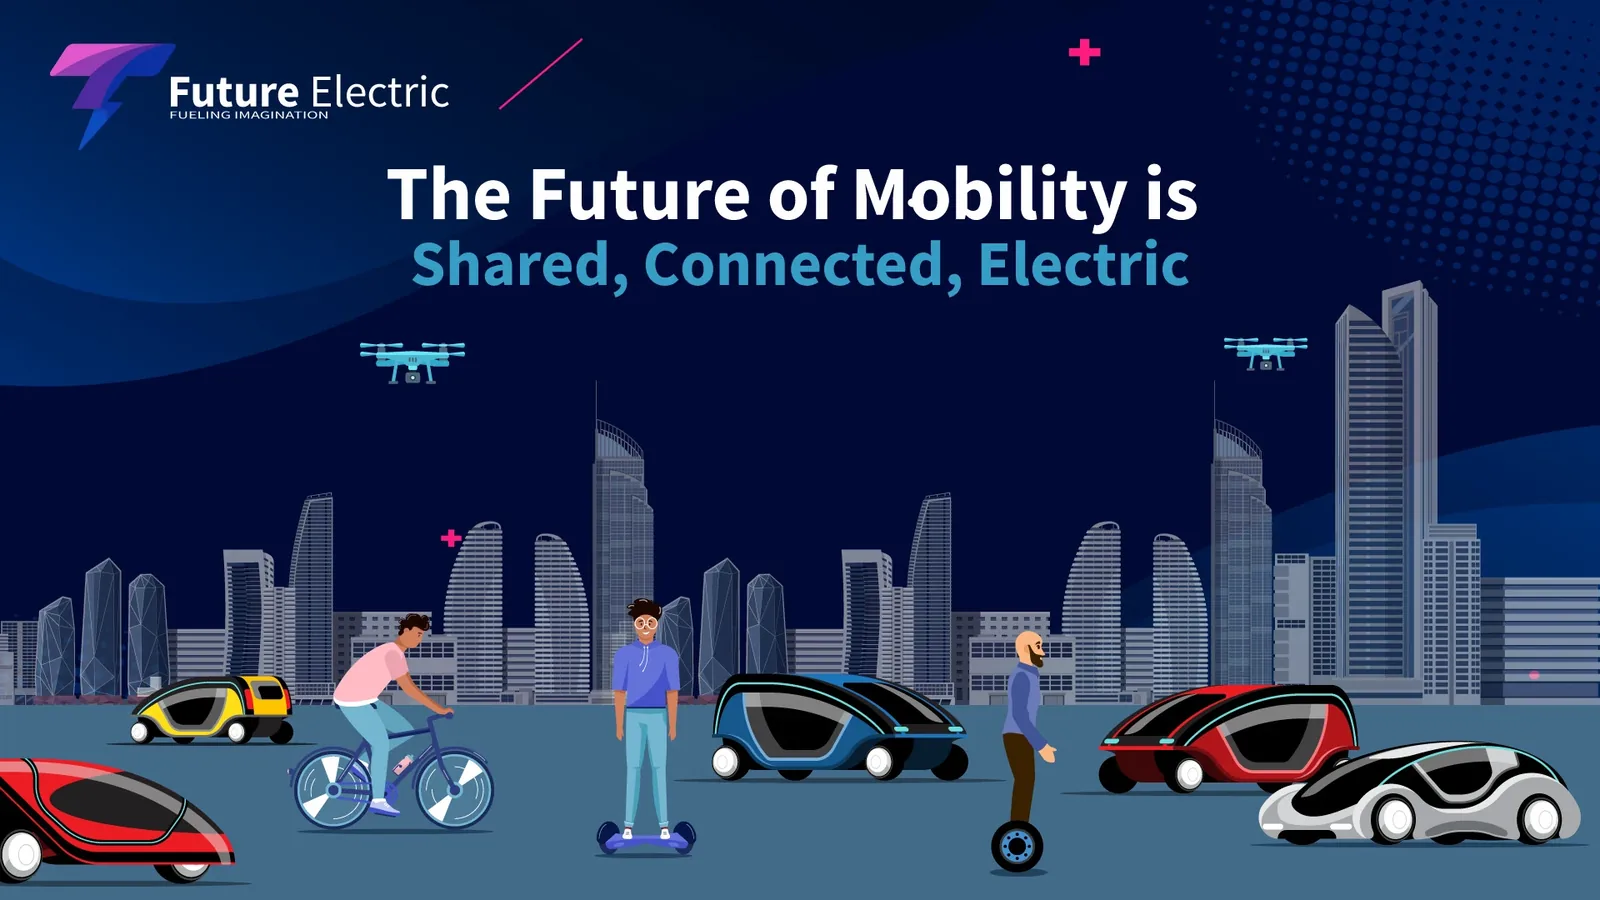 Future Electric
FUELING IMAGINATION
The Future of Mobility is
Shared, Connected, Electric